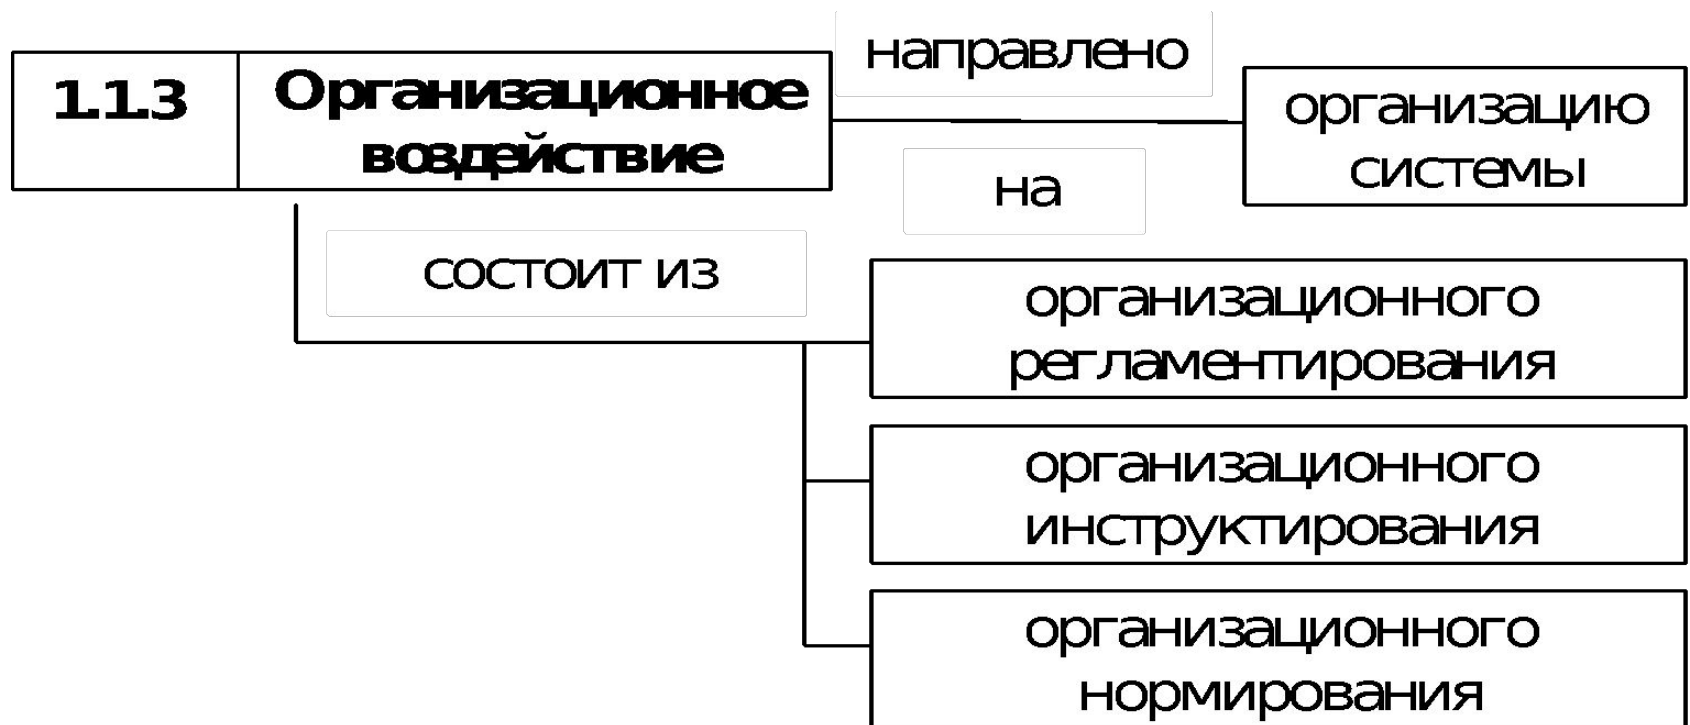 1.1.3
Организационное
воздействие
направлено
на
организацию
системы
состоит из
организационного
регламентирования
организационного
инструктирования
организационного
нормирования